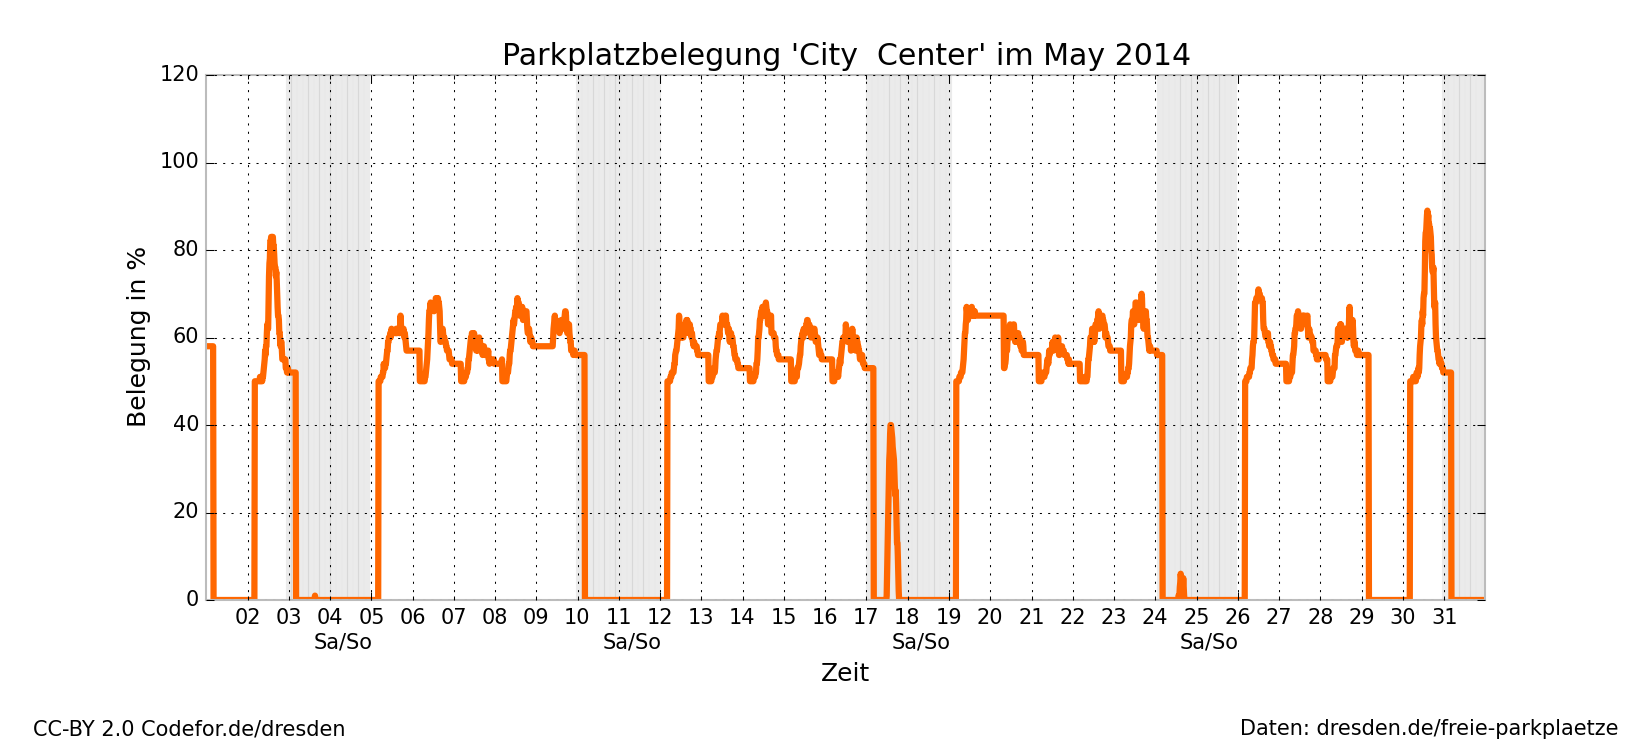 Parkplatzbelegung 'City  Center' im May 2014
Belegung in %
120
100
80
60
40
20
0
02 03 04 05 06 07 08 09 10 11 12 13 14 15 16 17 18 19 20 21 22 23 24 25 26 27 28 29 30 31
Sa/So Sa/So Sa/So Sa/So
Zeit
CC-BY 2.0 Codefor.de/dresden
Daten: dresden.de/freie-parkplaetze